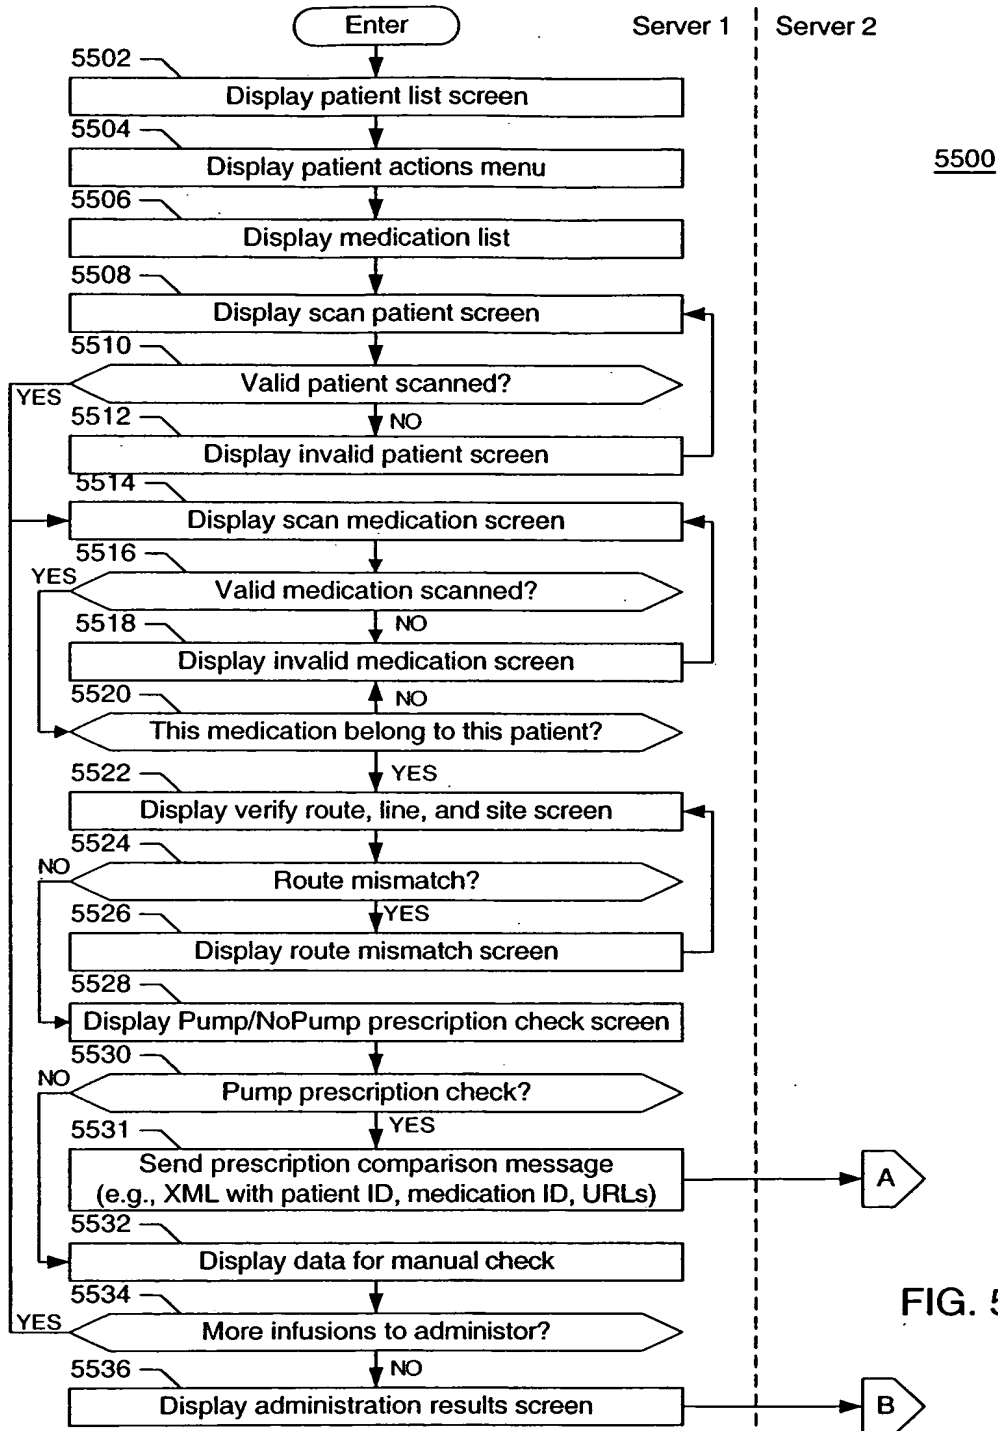 Enter
Server 1
Server 2
5502
Display patient list screen
5504
Display patient actions menu
5500
5506
Display medication list
5508
Display scan patient screen
5510
Valid patient scanned?
YES
NO
5512
Display invalid patient screen
5514
Display scan medication screen
5516
YES
Valid medication scanned?
NO
5518
Display invalid medication screen
NO
5520
This medication belong to this patient?
YES
5522
Display verify route, line, and site screen
5524
NO
Route mismatch?
YES
5526
Display route mismatch screen
5528
Display Pump/NoPump prescription check screen
5530
NO
Pump prescription check?
YES
5531
Send prescription comparison message
(e.g., XML with patient ID, medication ID, URLs)
A
5532
Display data for manual check
5534
FIG. 5
YES
More infusions to administor?
NO
5536
Display administration results screen
B